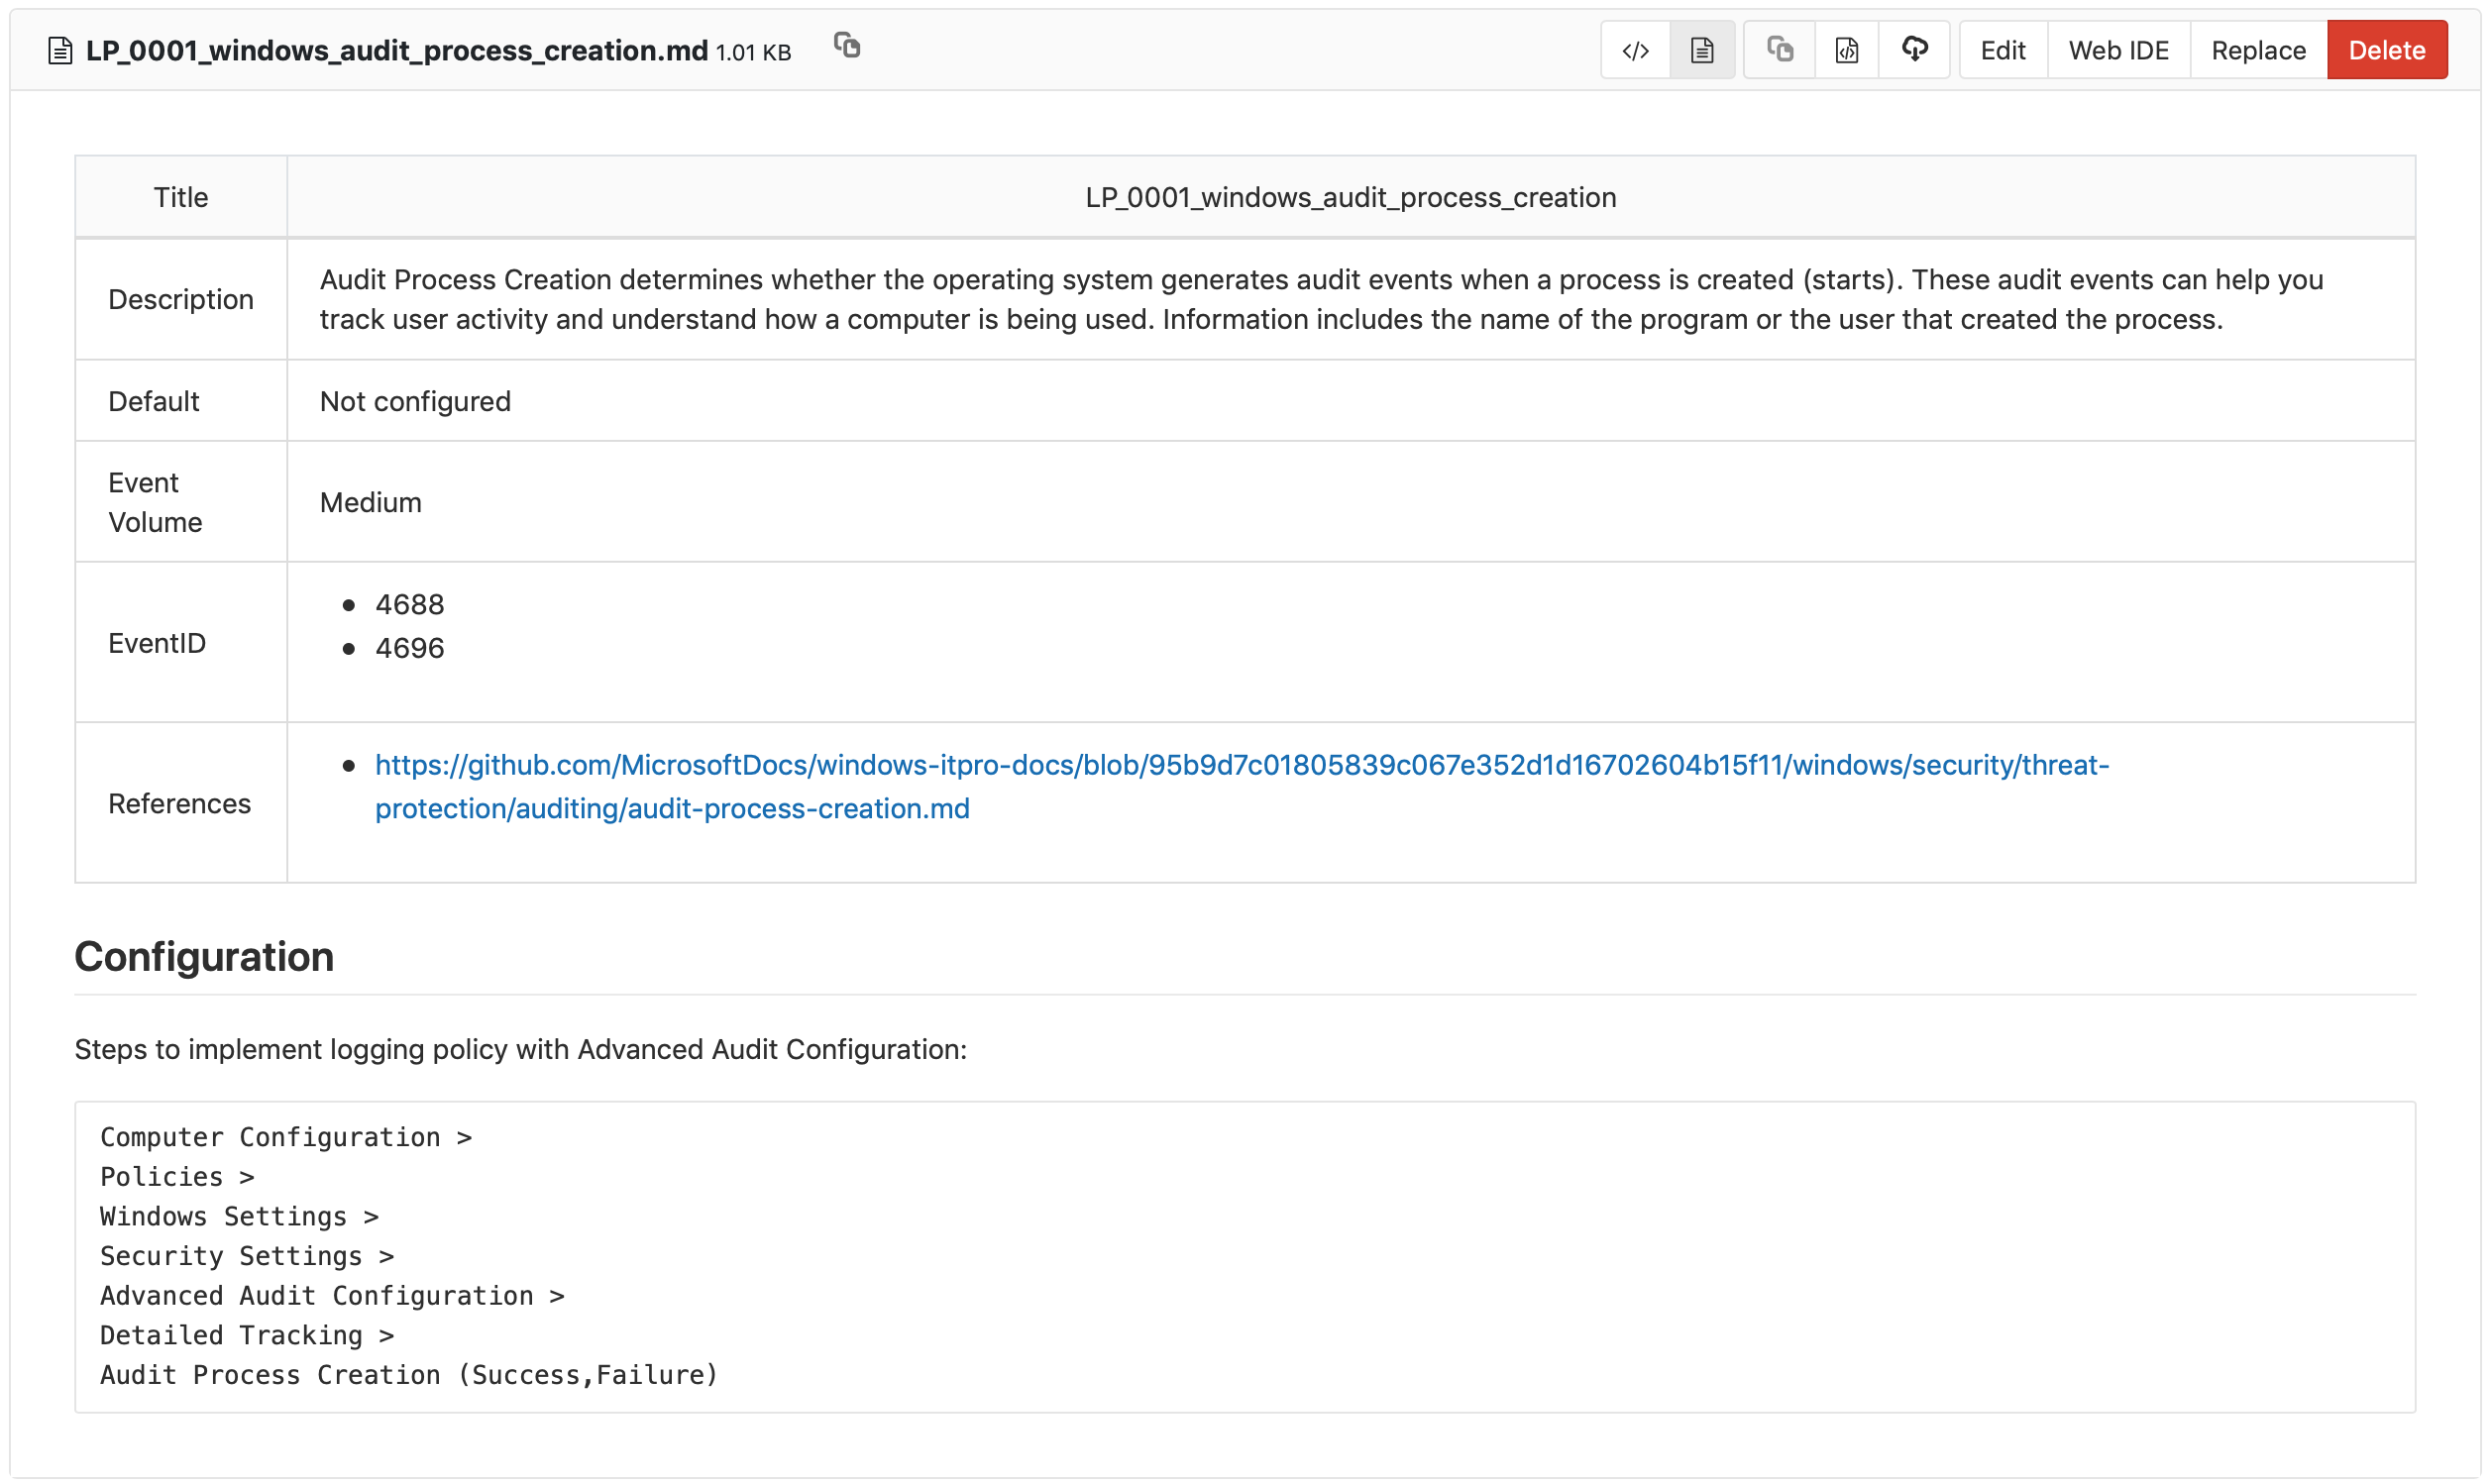 LP_0001_windows_audit_process_creation.md 1.01 KB
Edit
Web IDE
Replace
Delete
Title
LP_0001_windows_audit_process_creation
Description
Audit Process Creation determines whether the operating system generates audit events when a process is created (starts). These audit events can help you
track user activity and understand how a computer is being used. Information includes the name of the program or the user that created the process.
Default
Not configured
Event
Volume
Medium
EventID
• 4688
• 4696
References
• https://github.com/MicrosoftDocs/windows-itpro-docs/blob/95b9d7c01805839c067e352d1d16702604b15f11/windows/security/threat-
protection/auditing/audit-process-creation.md
Configuration
Steps to implement logging policy with Advanced Audit Configuration:
Computer Configuration >
Policies >
Windows Settings >
Security Settings >
Advanced Audit Configuration >
Detailed Tracking >
Audit Process Creation (Success,Failure)